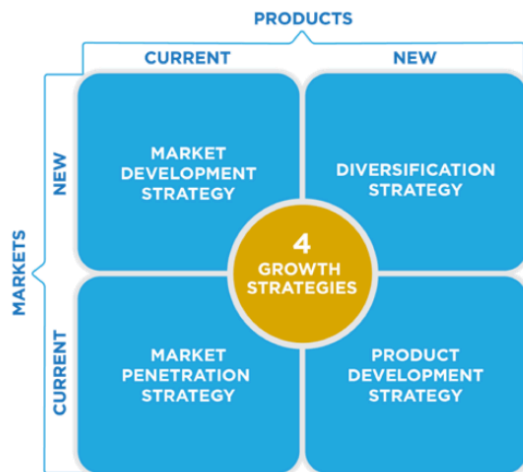 PRODUCTS
CURRENT
NEW
MARKETS
NEW
MARKET
DEVELOPMENT
STRATEGY
DIVERSIFICATION
STRATEGY
4
GROWTH
STRATEGIES
CURRENT
MARKET
PENETRATION
STRATEGY
PRODUCT
DEVELOPMENT
STRATEGY